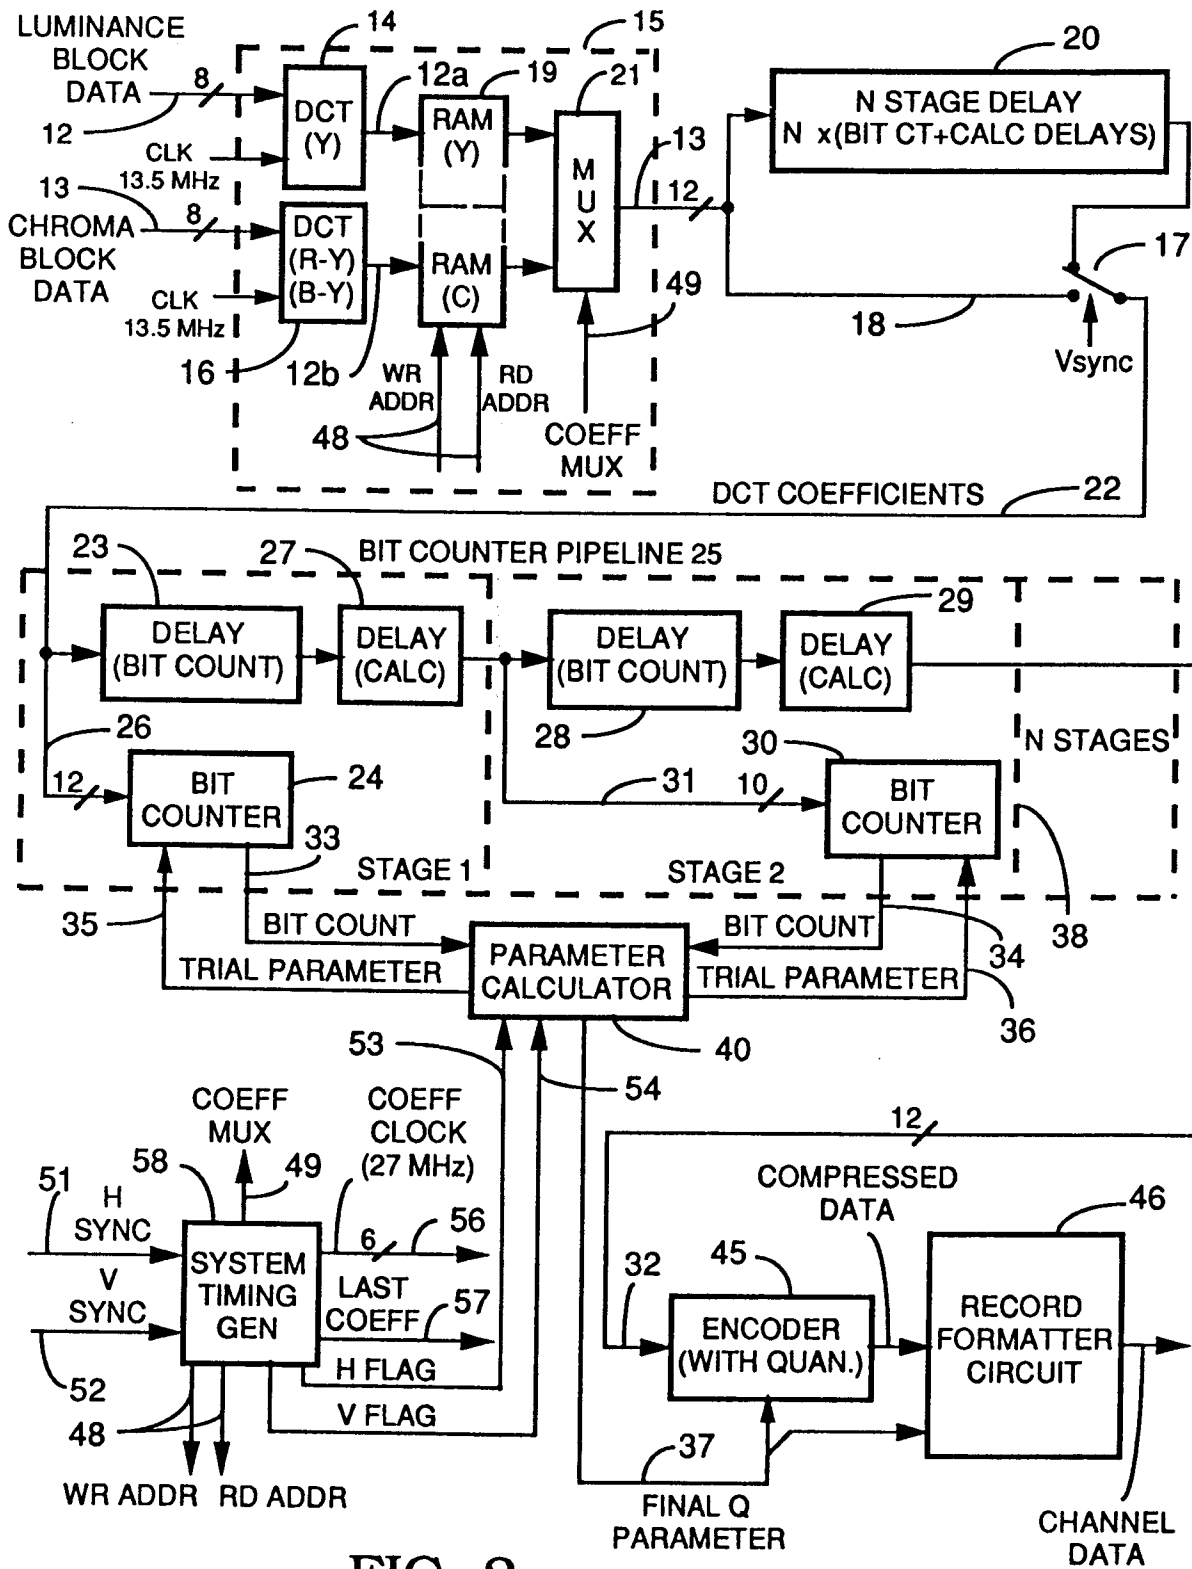 LUMINANCE
BLOCK
DATA
8
12
14
15
12a
19
21
20
CLK
13.5 MHz
DCT
(Y)
RAM
(Y)
MUX
13
12
N STAGE DELAY
N x(BIT CT+CALC DELAYS)
13
8
CHROMA
BLOCK
DATA
CLK
13.5 MHz
DCT
(R-Y)
(B-Y)
RAM
(C)
16
12b
49
17
18
Vsync
WR
ADDR
RD
ADDR
48
COEFF
MUX
DCT COEFFICIENTS
22
23
27
BIT COUNTER PIPELINE 25
29
DELAY
(BIT COUNT)
DELAY
(CALC)
DELAY
(BIT COUNT)
DELAY
(CALC)
26
28
30
N STAGES
12
BIT
COUNTER
24
31
10
BIT
COUNTER
33
STAGE 1
STAGE 2
35
BIT COUNT
BIT COUNT
34
38
TRIAL PARAMETER
PARAMETER
CALCULATOR
TRIAL PARAMETER
36
53
40
54
COEFF
MUX
COEFF
CLOCK
(27 MHz)
12
51
H
SYNC
58
49
COMPRESSED
DATA
46
6
56
V
SYNC
SYSTEM
TIMING
GEN
LAST
COEFF
57
32
45
ENCODER
(WITH QUAN.)
RECORD
FORMATTER
CIRCUIT
52
H FLAG
48
V FLAG
37
WR ADDR
RD ADDR
FINAL Q
PARAMETER
CHANNEL
DATA